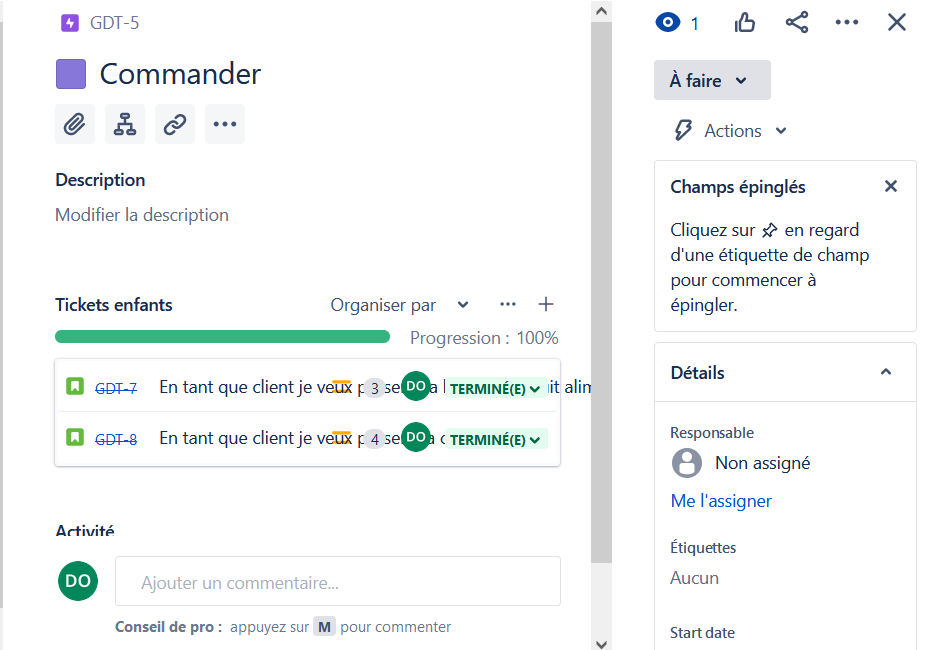 GDT-5
Commander
Description
Modifier la description
Tickets enfants
Organiser par
Progression : 100%
GDT-7 En tant que client je veux 3 DO TERMINÉ(E)
GDT-8 En tant que client je veux 4 DO TERMINÉ(E)
Activité
DO
Ajouter un commentaire...
Conseil de pro : appuyez sur M pour commenter
1
À faire
Actions
Champs épinglés
Cliquez sur en regard
d'une étiquette de champ
pour commencer à
épingler.
Détails
Responsable
Non assigné
Me l'assigner
Étiquettes
Aucun
Start date